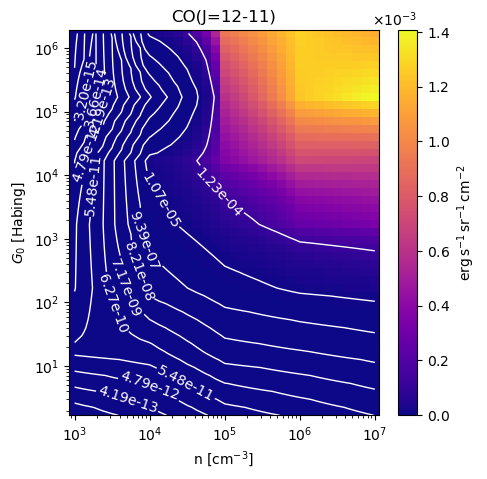 CO(J=12-11)
×10⁻³
10⁶
10⁵
10⁴
10³
10²
10¹
G₀ [Habing]
3.20e-15
3.66e-14
4.79e-12
5.48e-11
1.07e-05
1.23e-04
9.39e-07
8.21e-08
7.17e-09
6.27e-10
5.48e-11
4.79e-12
4.19e-13
10³
10⁴
10⁵
10⁶
10⁷
n [cm⁻³]
1.4
1.2
1.0
0.8
0.6
0.4
0.2
0.0
erg s⁻¹ sr⁻¹ cm⁻²